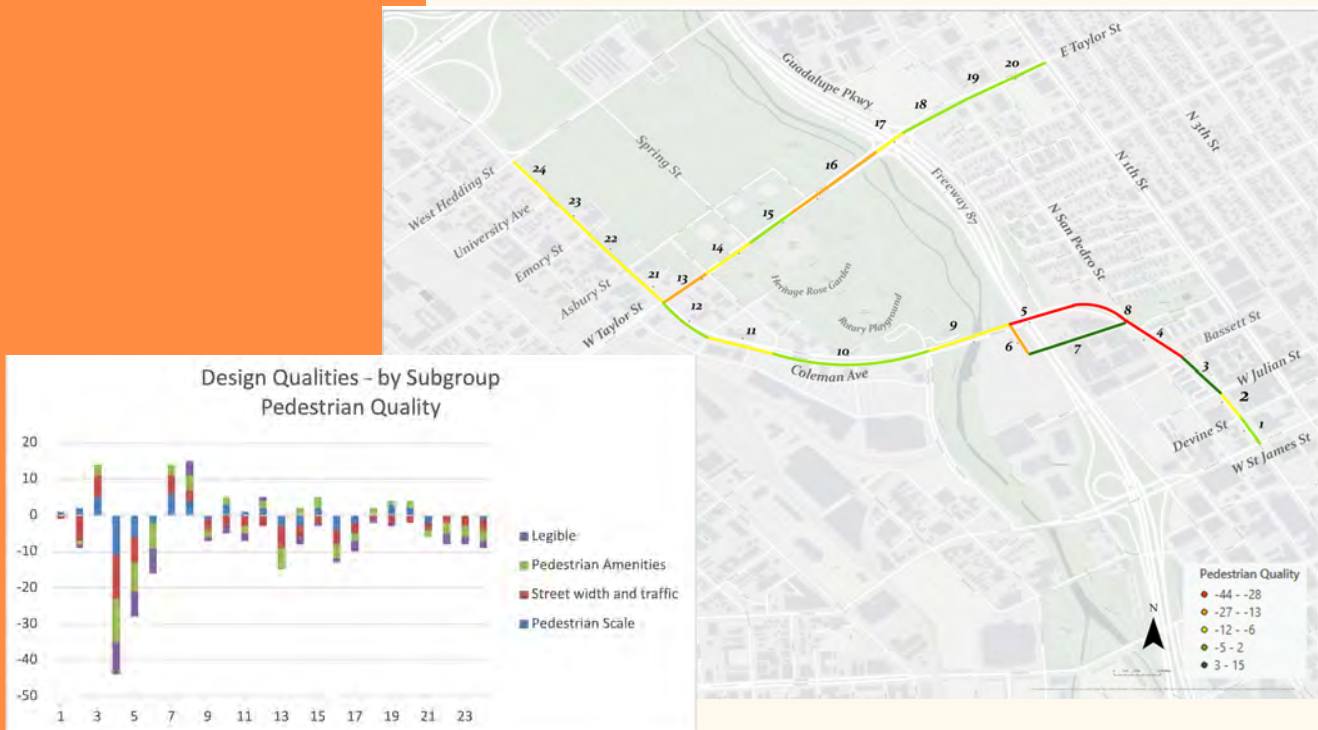 E Taylor St
20
19
Guadalupe Pkwy
18
17
N 3th St
Spring St
16
N 1th St
24
West Hedding St
Freeway 87
23
University Ave
15
N San Pedro St
22
Emory St
14
21
13
Asbury St
Heritage Rose Garden
12
W Taylor St
Rotary Playground
5
8
11
9
4
Bassett St
6
7
10
Coleman Ave
3
W Julian St
2
Devine St
1
W St James St
Design Qualities - by Subgroup
Pedestrian Quality
20
10
0
-10
-20
-30
-40
-50
1 3 5 7 9 11 13 15 17 19 21 23
Legible
Pedestrian Amenities
Street width and traffic
Pedestrian Scale
Pedestrian Quality
-44 - -28
-27 - -13
-12 - -6
-5 - 2
3 - 15
N